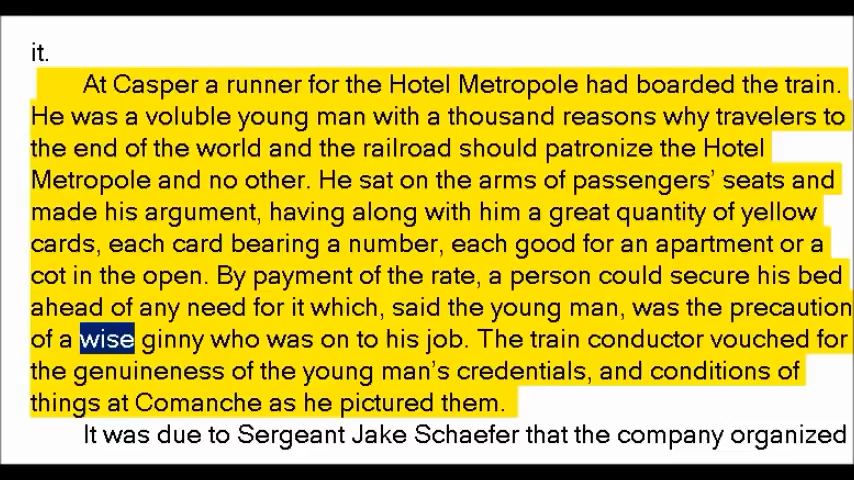 it.
At Casper a runner for the Hotel Metropole had boarded the train.
He was a voluble young man with a thousand reasons why travelers to
the end of the world and the railroad should patronize the Hotel
Metropole and no other. He sat on the arms of passengers’ seats and
made his argument, having along with him a great quantity of yellow
cards, each card bearing a number, each good for an apartment or a
cot in the open. By payment of the rate, a person could secure his bed
ahead of any need for it which, said the young man, was the precaution
of a wise ginny who was on to his job. The train conductor vouched for
the genuineness of the young man’s credentials, and conditions of
things at Comanche as he pictured them.
It was due to Sergeant Jake Schaefer that the company organized